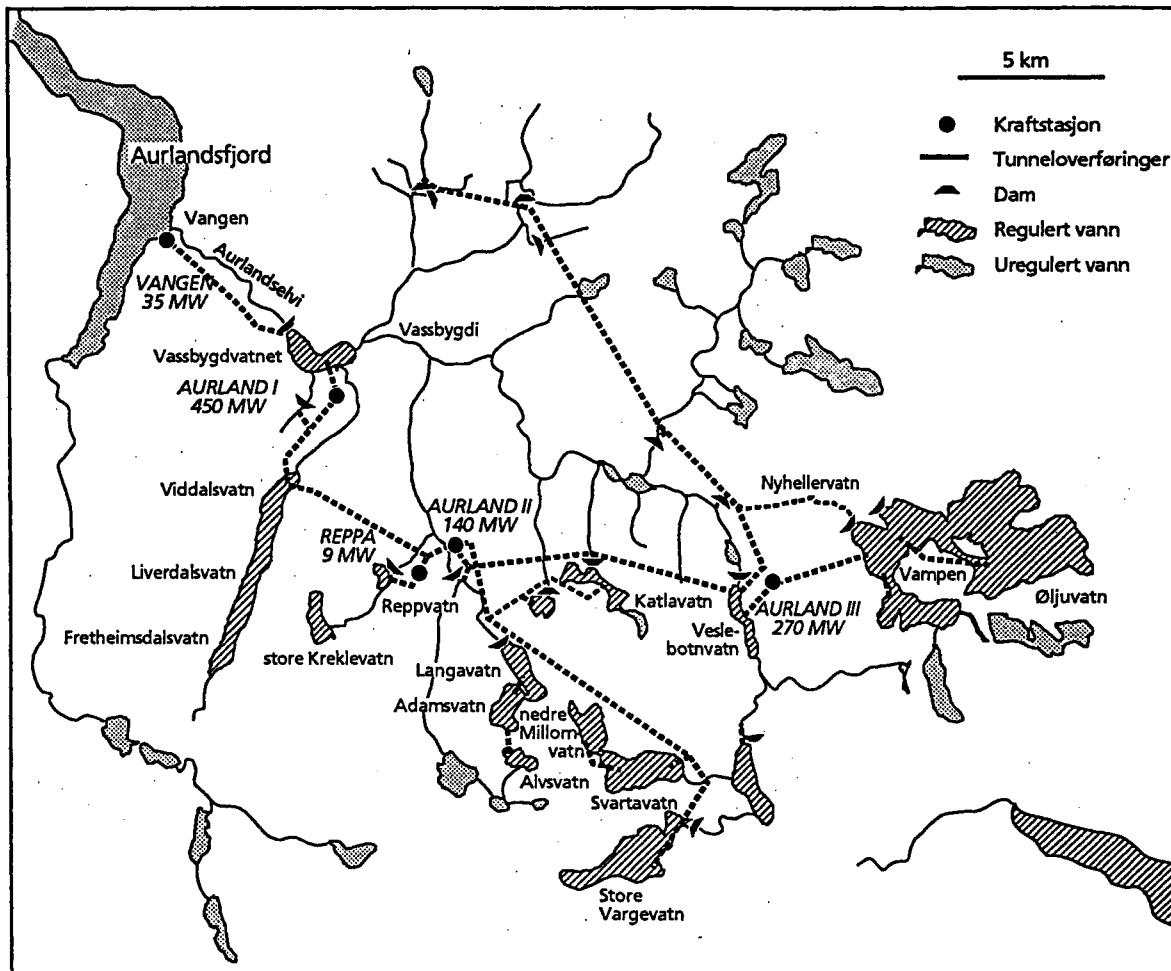 5 km
Kraftstasjon
Tunneloverføringer
Dam
Regulert vann
Uregulert vann
Aurlandsfjord
Vangen
Aurlandselvi
VANGEN
35 MW
Vassbygdi
Vassbygdvatnet
AURLAND I
450 MW
Viddalsvatn
Nyhellervatn
AURLAND II
140 MW
REPPA
9 MW
Liverdalsvatn
Vampen
Reppvatn
Katlavatn
AURLAND III
270 MW
Øljuvatn
Fretheimsdalsvatn
Vesle-
botnvatn
store Kreklevatn
Langavatn
Adamsvatn
nedre
Millom-
vatn
Alvsvatn
Svartavatn
Store
Vargevatn